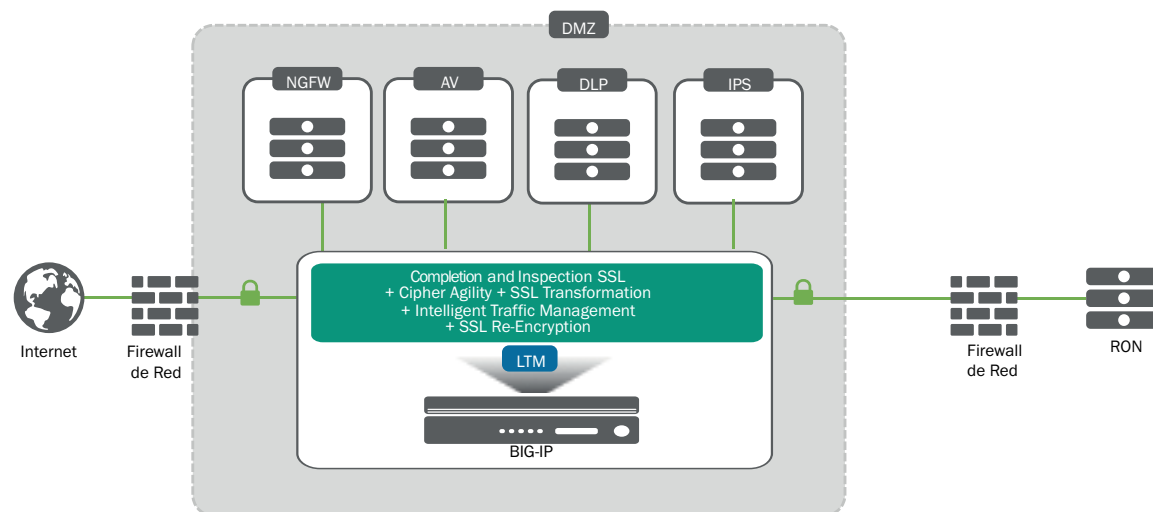 DMZ
NGFW
AV
DLP
IPS
Completion and Inspection SSL
+ Cipher Agility + SSL Transformation
+ Intelligent Traffic Management
+ SSL Re-Encryption
LTM
BIG-IP
Internet
Firewall
de Red
Firewall
de Red
RON